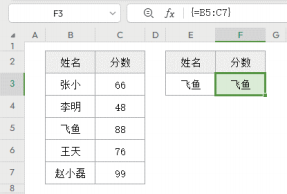 F3 fx {=B5:C7}
A B C D E F G
1
2 姓名 分数 姓名 分数
3 张小 66 飞鱼 飞鱼
4 李明 48
5 飞鱼 88
6 王天 76
7 赵小磊 99
8